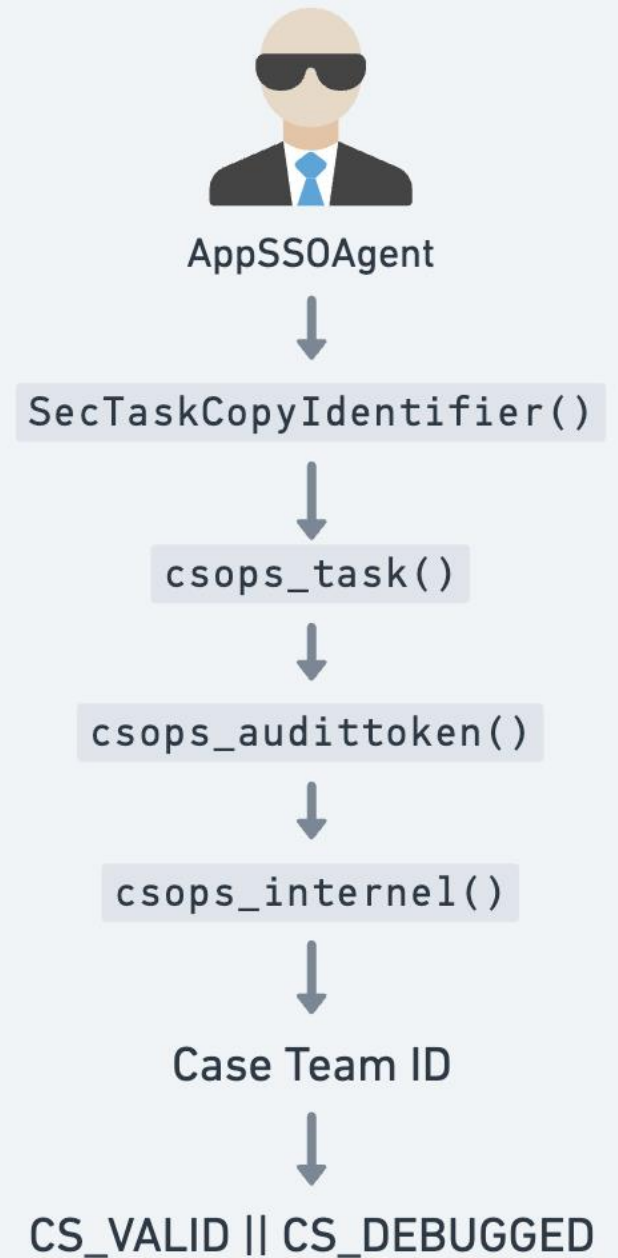 AppSSOAgent
SecTaskCopyIdentifier()
csops_task()
csops_audittoken()
csops_internel()
Case Team ID
CS_VALID || CS_DEBUGGED